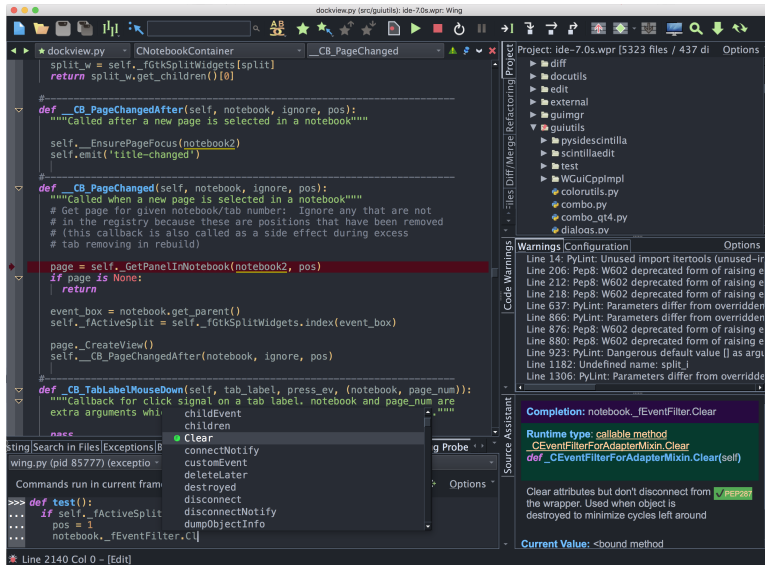 dockview.py (src/guiutils): ide-7.0s.wpr: Wing
dockview.py CNotebookContainer __CB_PageChanged
split_w = self._fGtkSplitWidgets[split]
return split_w.get_children()[0]
#----------------------------------------------------------------------
def __CB_PageChangedAfter(self, notebook, ignore, pos):
"""Called after a new page is selected in a notebook"""
self.__EnsurePageFocus(notebook2)
self.emit('title-changed')
#----------------------------------------------------------------------
def __CB_PageChanged(self, notebook, ignore, pos):
"""Called when a new page is selected in a notebook"""
# Get page for given notebook/tab number:  Ignore any that are not
# in the registry because these are positions that have been removed
# (this callback is also called as a side effect during excess
# tab removing in rebuild)
page = self._GetPanelInNotebook(notebook2, pos)
if page is None:
return
event_box = notebook.get_parent()
self._fActiveSplit = self._fGtkSplitWidgets.index(event_box)
page._CreateView()
self.__CB_PageChangedAfter(notebook, ignore, pos)
#----------------------------------------------------------------------
def _CB_TabLabelMouseDown(self, tab_label, press_ev, (notebook, page_num)):
"""Callback for click signal on a tab label. notebook and page_num are
extra arguments whi
."""
pass
childEvent
children
Clear
connectNotify
customEvent
deleteLater
destroyed
disconnect
disconnectNotify
dumpObjectInfo
sting Search in Files Exceptions B
g Probe
wing.py (pid 85777) (exceptio
Commands run in current fram
Options
>>> def test():
... if self._fActiveSplit
... pos = 1
... notebook._fEventFilter.Cl
Line 2140 Col 0 - [Edit]
Project
Refactoring
Diff/Merge
Files
Project: ide-7.0s.wpr [5323 files / 437 di Options
diff
docutils
edit
external
guimgr
guiutils
pysidescintilla
scintillaedit
test
WGuiCppImpl
colorutils.py
combo.py
combo_qt4.py
dialogs.py
Code Warnings
Warnings Configuration Options
Line 14: PyLint: Unused import itertools (unused-ir
Line 206: Pep8: W602 deprecated form of raising e
Line 212: Pep8: W602 deprecated form of raising e
Line 218: Pep8: W602 deprecated form of raising e
Line 637: PyLint: Parameters differ from overridden
Line 866: PyLint: Parameters differ from overridden
Line 876: Pep8: W602 deprecated form of raising e
Line 880: Pep8: W602 deprecated form of raising e
Line 923: PyLint: Dangerous default value [] as argu
Line 1182: Undefined name: split_i
Line 1306: PyLint: Parameters differ from overridde
Source Assistant
Completion: notebook._fEventFilter.Clear
Runtime type: callable method
_CEventFilterForAdapterMixin.Clear
def _CEventFilterForAdapterMixin.Clear(self)
Clear attributes but don't disconnect from
the wrapper. Used when object is
destroyed to minimize cycles left around
PEP287
Current Value: <bound method